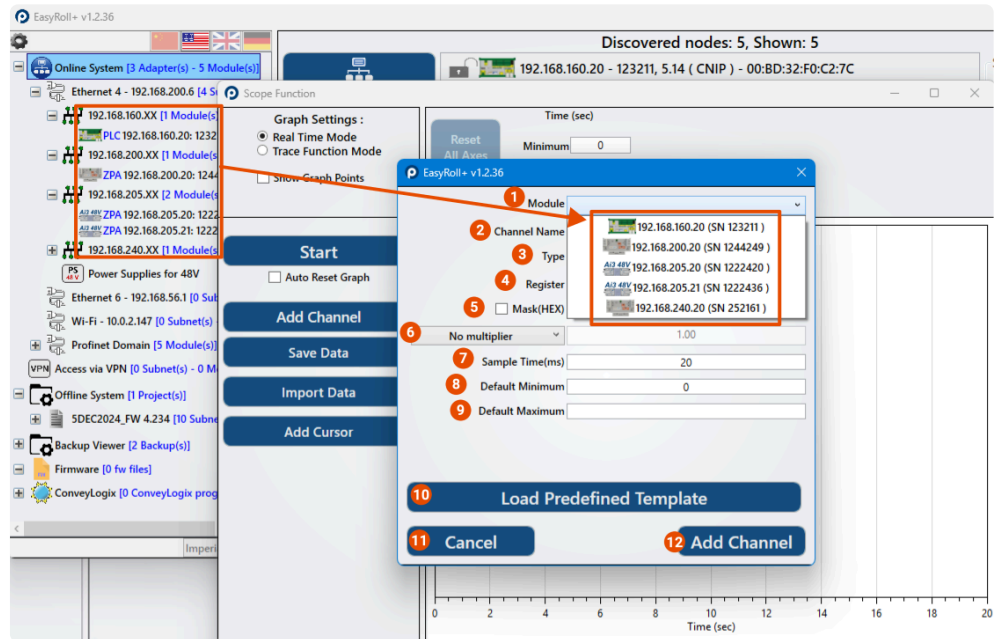 EasyRoll+ v1.2.36
Discovered nodes: 5, Shown: 5
Online System [3 Adapter(s) - 5 Module(s)]
192.168.160.20 - 123211, 5.14 ( CNIP ) - 00:BD:32:F0:C2:7C
Ethernet 4 - 192.168.200.6 [4
192.168.160.XX [1 Module(s
PLC 192.168.160.20: 1232
192.168.200.XX [1 Module(s
ZPA 192.168.200.20: 1244
192.168.205.XX [2 Module(s
Ai3 48V ZPA 192.168.205.20: 1222
Ai3 48V ZPA 192.168.205.21: 1222
192.168.240.XX [1 Module(s
PS 48 V Power Supplies for 48V
Ethernet 6 - 192.168.56.1 [0 Sub
Wi-Fi - 10.0.2.147 [0 Subnet(s)
Profinet Domain [5 Module(s)]
VPN Access via VPN [0 Subnet(s) - 0 M
Offline System [1 Project(s)]
5DEC2024_FW 4.234 [10 Subne
Backup Viewer [2 Backup(s)]
Firmware [0 fw files]
ConveyLogix [0 ConveyLogix prog
Imperi
Scope Function
Graph Settings :
Real Time Mode
Trace Function Mode
Show Graph Points
Reset
All Axes
Time (sec)
Minimum 0
Start
Auto Reset Graph
Add Channel
Save Data
Import Data
Add Cursor
EasyRoll+ v1.2.36
1 Module
192.168.160.20 (SN 123211 )
192.168.200.20 (SN 1244249 )
Ai3 48V 192.168.205.20 (SN 1222420 )
Ai3 48V 192.168.205.21 (SN 1222436 )
192.168.240.20 (SN 252161 )
2 Channel Name
3 Type
4 Register
5 Mask(HEX)
6 No multiplier 1.00
7 Sample Time(ms) 20
8 Default Minimum 0
9 Default Maximum
10 Load Predefined Template
11 Cancel
12 Add Channel
0 2 4 6 8 10 12 14 16 18 20
Time (sec)